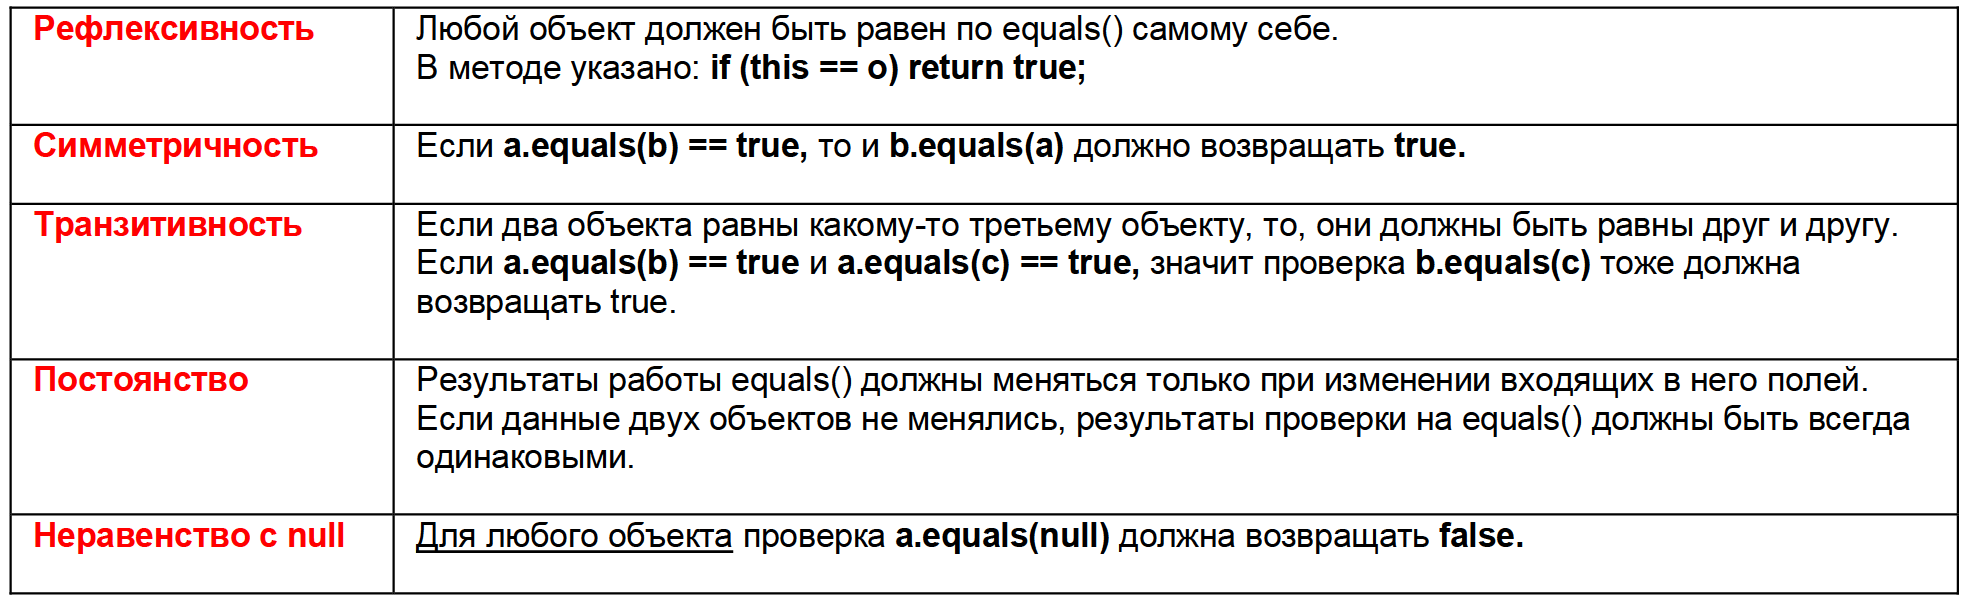 Рефлексивность
Любой объект должен быть равен по equals() самому себе.
В методе указано: if (this == o) return true;
Симметричность
Если a.equals(b) == true, то и b.equals(a) должно возвращать true.
Транзитивность
Если два объекта равны какому-то третьему объекту, то, они должны быть равны друг и другу.
Если a.equals(b) == true и a.equals(c) == true, значит проверка b.equals(c) тоже должна
возвращать true.
Постоянство
Результаты работы equals() должны меняться только при изменении входящих в него полей.
Если данные двух объектов не менялись, результаты проверки на equals() должны быть всегда
одинаковыми.
Неравенство с null
Для любого объекта проверка a.equals(null) должна возвращать false.